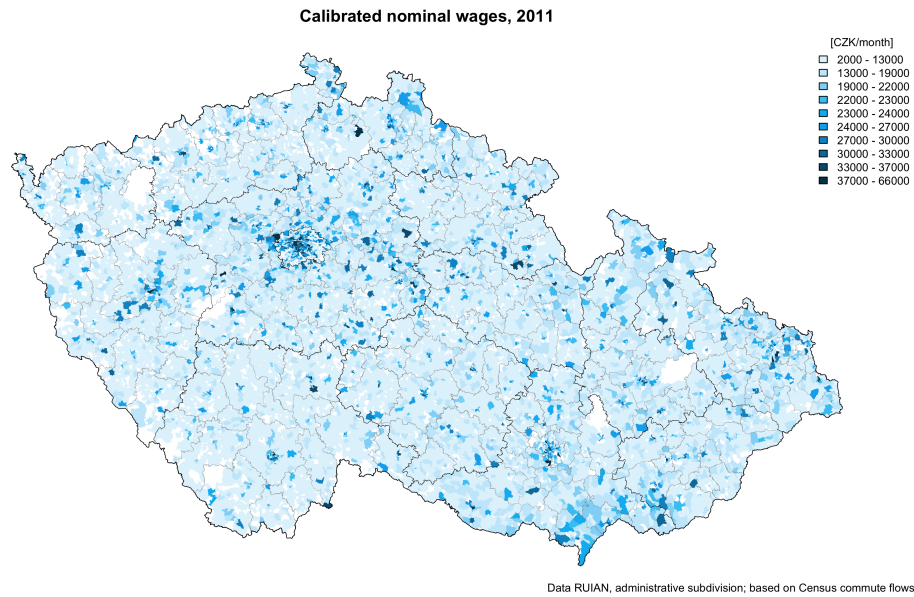 Calibrated nominal wages, 2011
[CZK/month]
2000 - 13000
13000 - 19000
19000 - 22000
22000 - 23000
23000 - 24000
24000 - 27000
27000 - 30000
30000 - 33000
33000 - 37000
37000 - 66000
Data RUIAN, administrative subdivision; based on Census commute flows